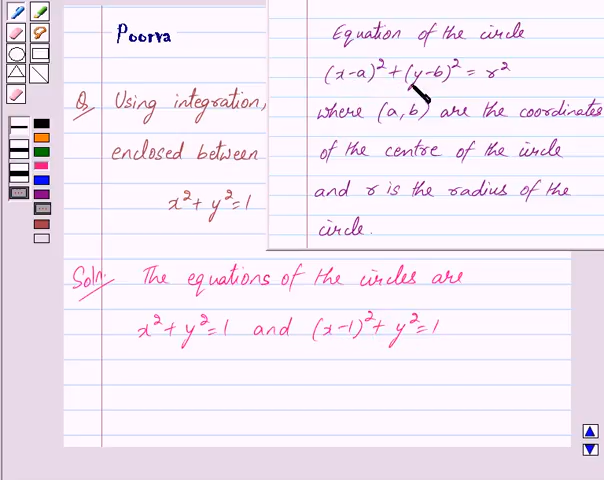 Poorva
Q Using integration,
enclosed between
x² + y² = 1
Equation of the circle
(x-a)² + (y-b)² = r²
where (a, b) are the coordinates
of the centre of the circle
and r is the radius of the
circle.
Soln. The equations of the circles are
x² + y² = 1 and (x-1)² + y² = 1